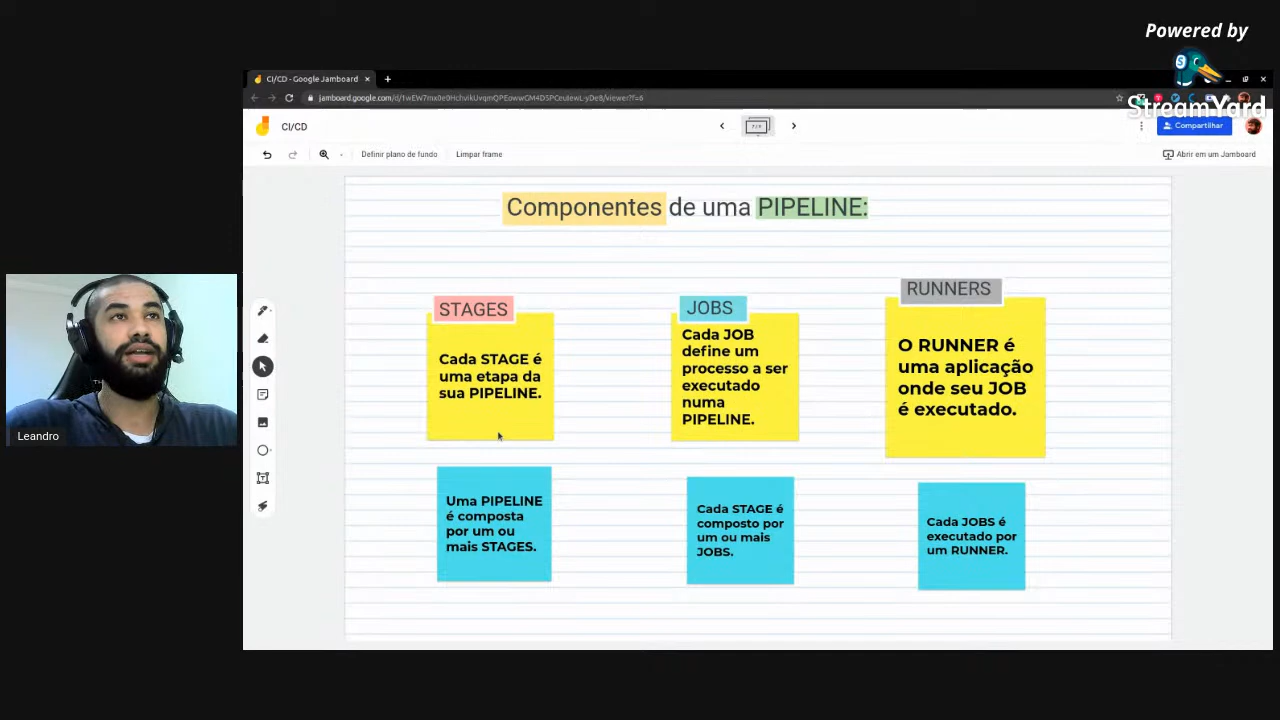 Powered by
StreamYard
CI/CD - Google Jamboard
CI/CD
Compartilhar
Definir plano de fundo
Limpar frame
Abrir em um Jamboard
Componentes de uma PIPELINE:
STAGES
Cada STAGE é
uma etapa da
sua PIPELINE.
JOBS
Cada JOB
define um
processo a ser
executado
numa
PIPELINE.
RUNNERS
O RUNNER é
uma aplicação
onde seu JOB
é executado.
Uma PIPELINE
é composta
por um ou
mais STAGES.
Cada STAGE é
composto por
um ou mais
JOBS.
Cada JOBS é
executado por
um RUNNER.
Leandro